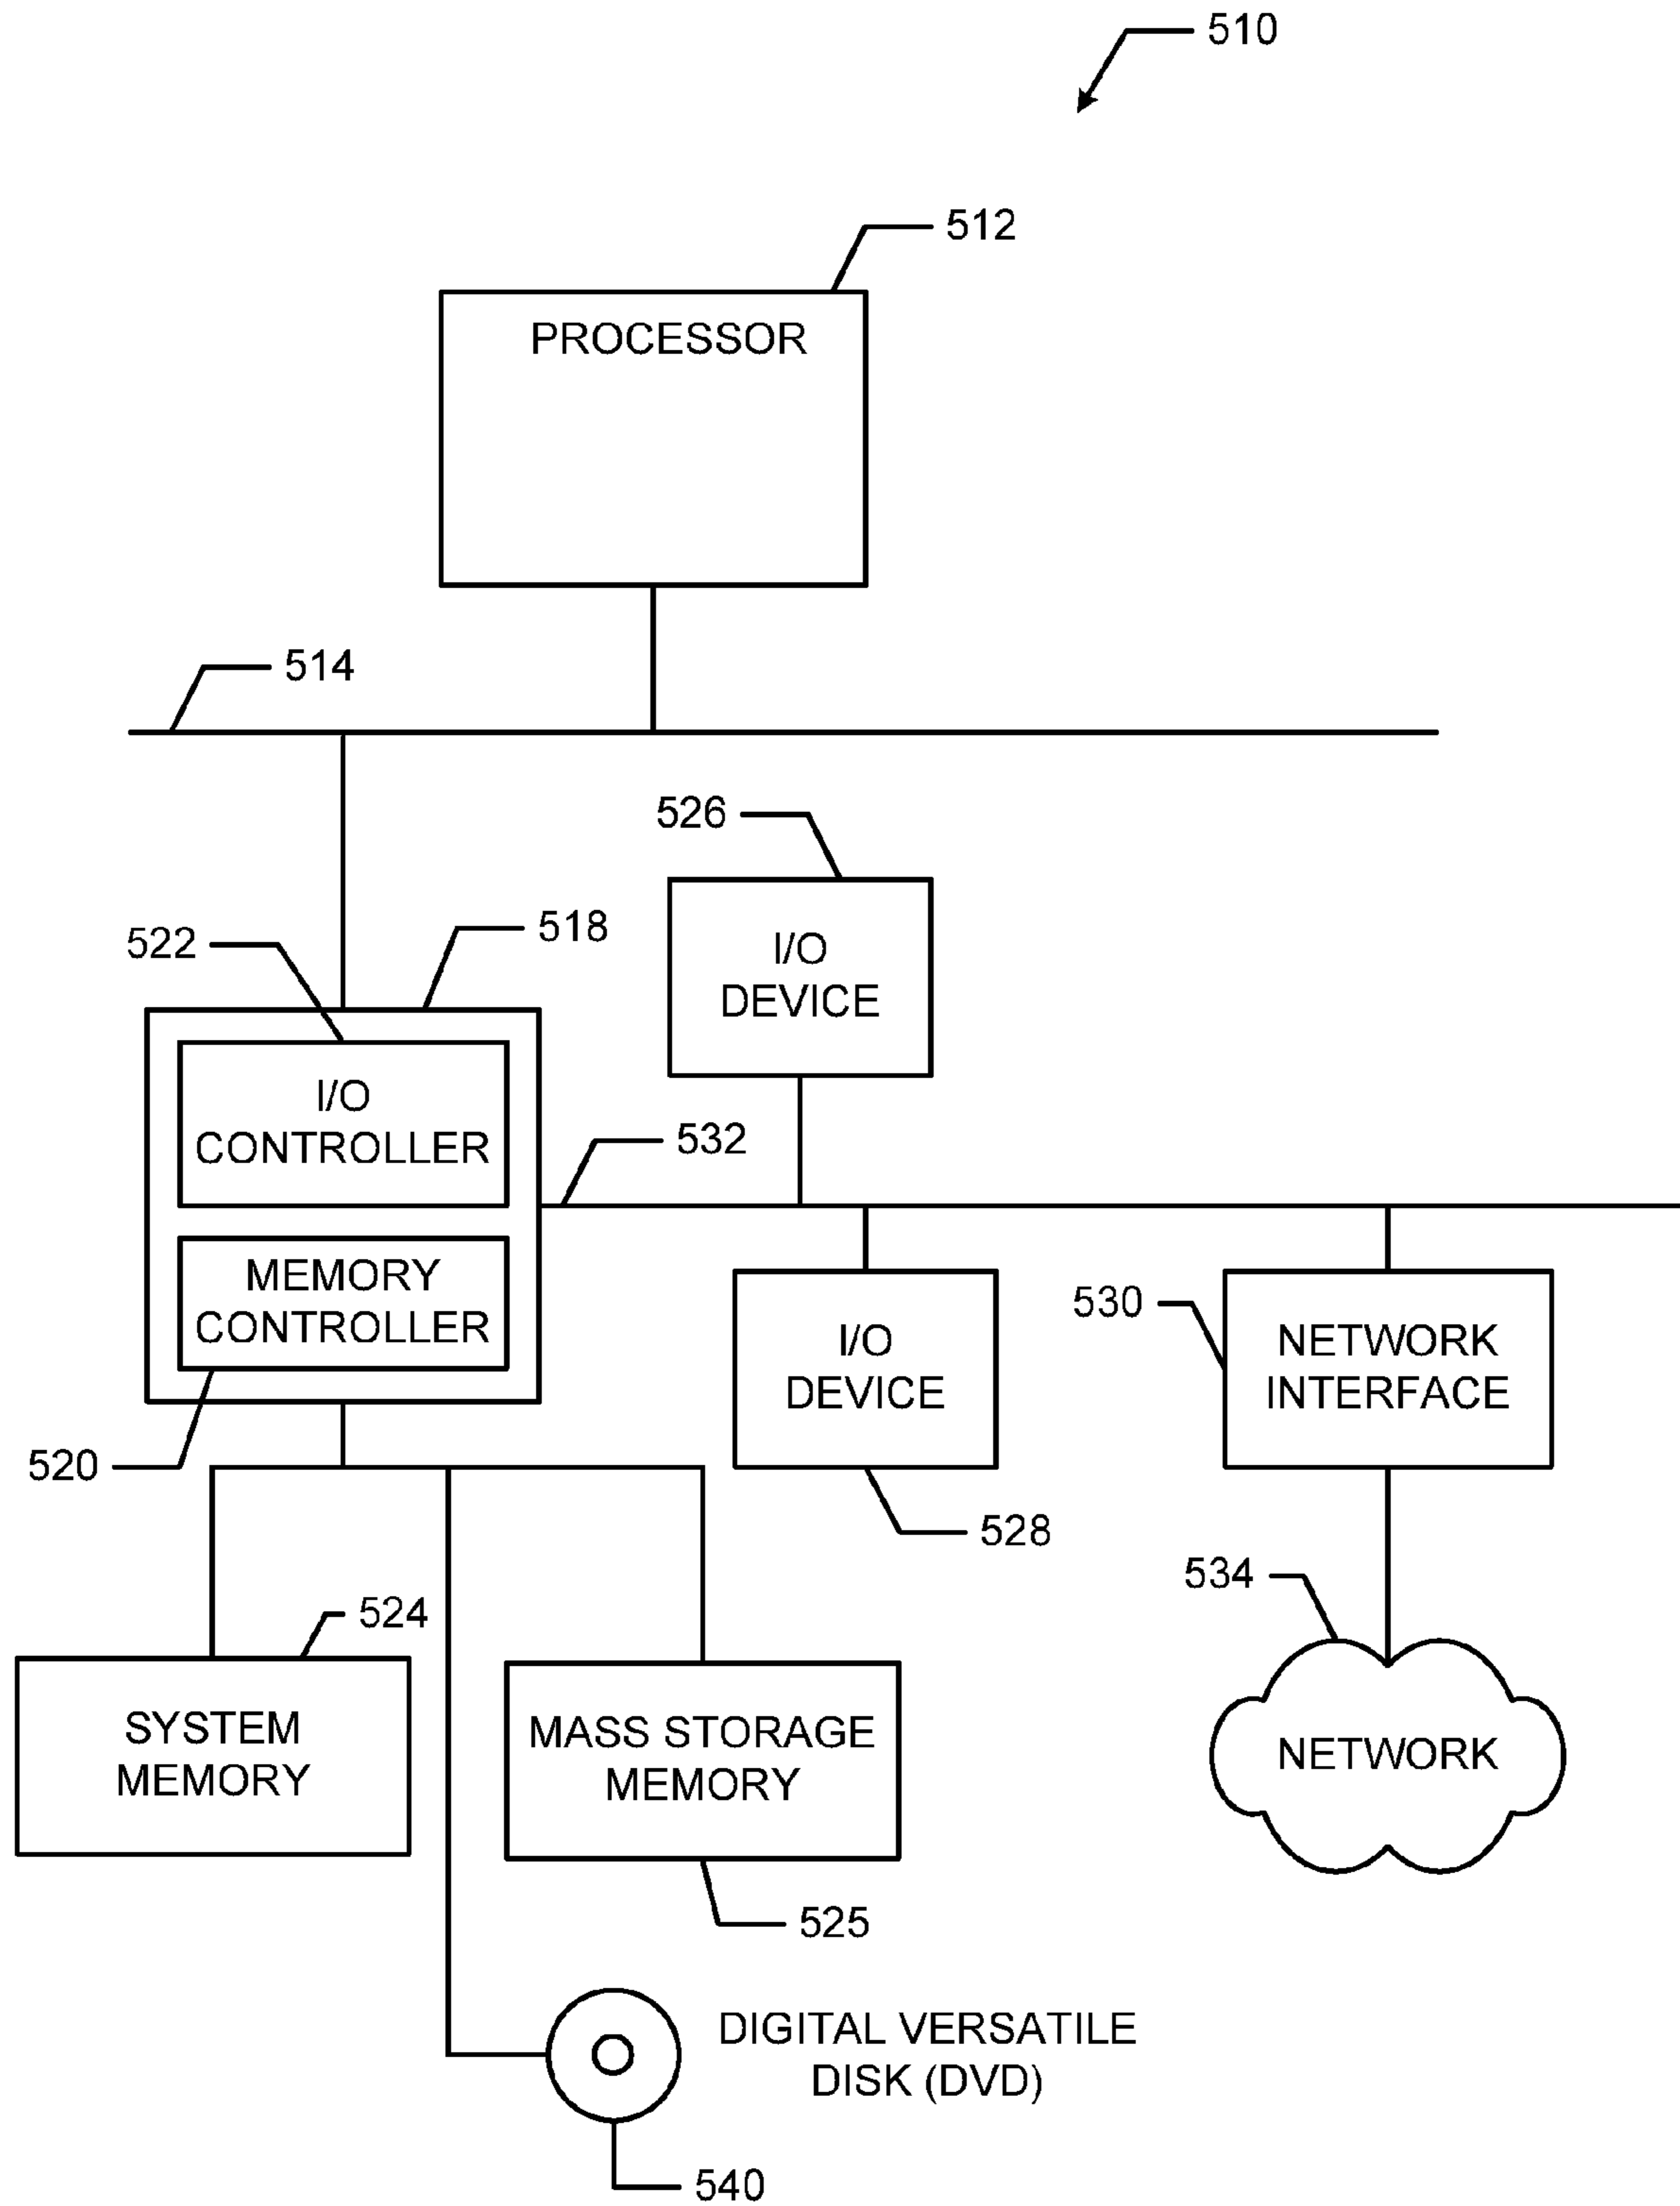 510
512
PROCESSOR
514
526
522
518
I/O
DEVICE
I/O
CONTROLLER
532
MEMORY
CONTROLLER
530
I/O
DEVICE
NETWORK
INTERFACE
520
528
534
524
SYSTEM
MEMORY
MASS STORAGE
MEMORY
NETWORK
525
DIGITAL VERSATILE
DISK (DVD)
540